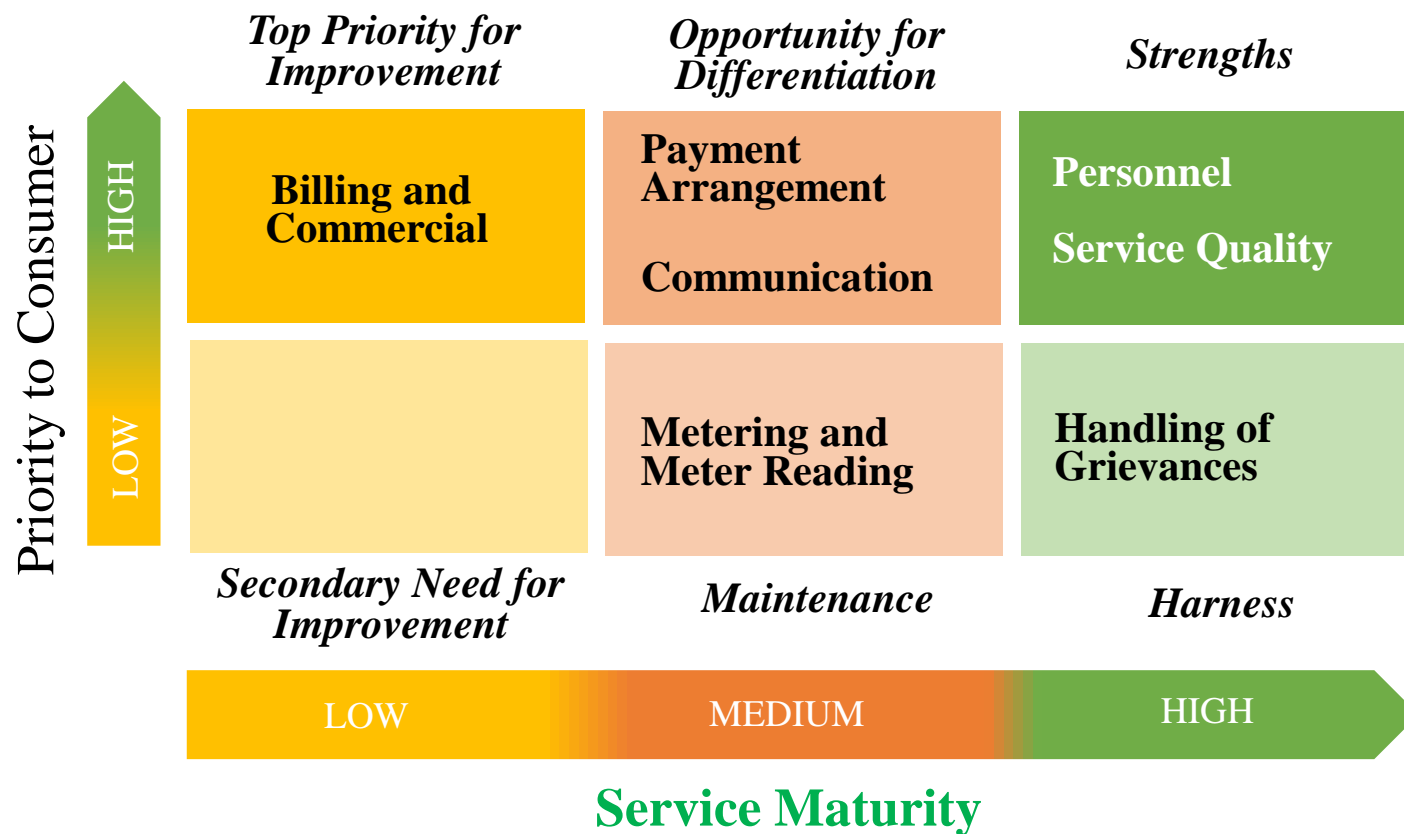 Top Priority for
Improvement
Opportunity for
Differentiation
Strengths
Priority to Consumer
HIGH
LOW
Billing and
Commercial
Payment
Arrangement
Communication
Personnel
Service Quality
Metering and
Meter Reading
Handling of
Grievances
Secondary Need for
Improvement
Maintenance
Harness
LOW
MEDIUM
HIGH
Service Maturity